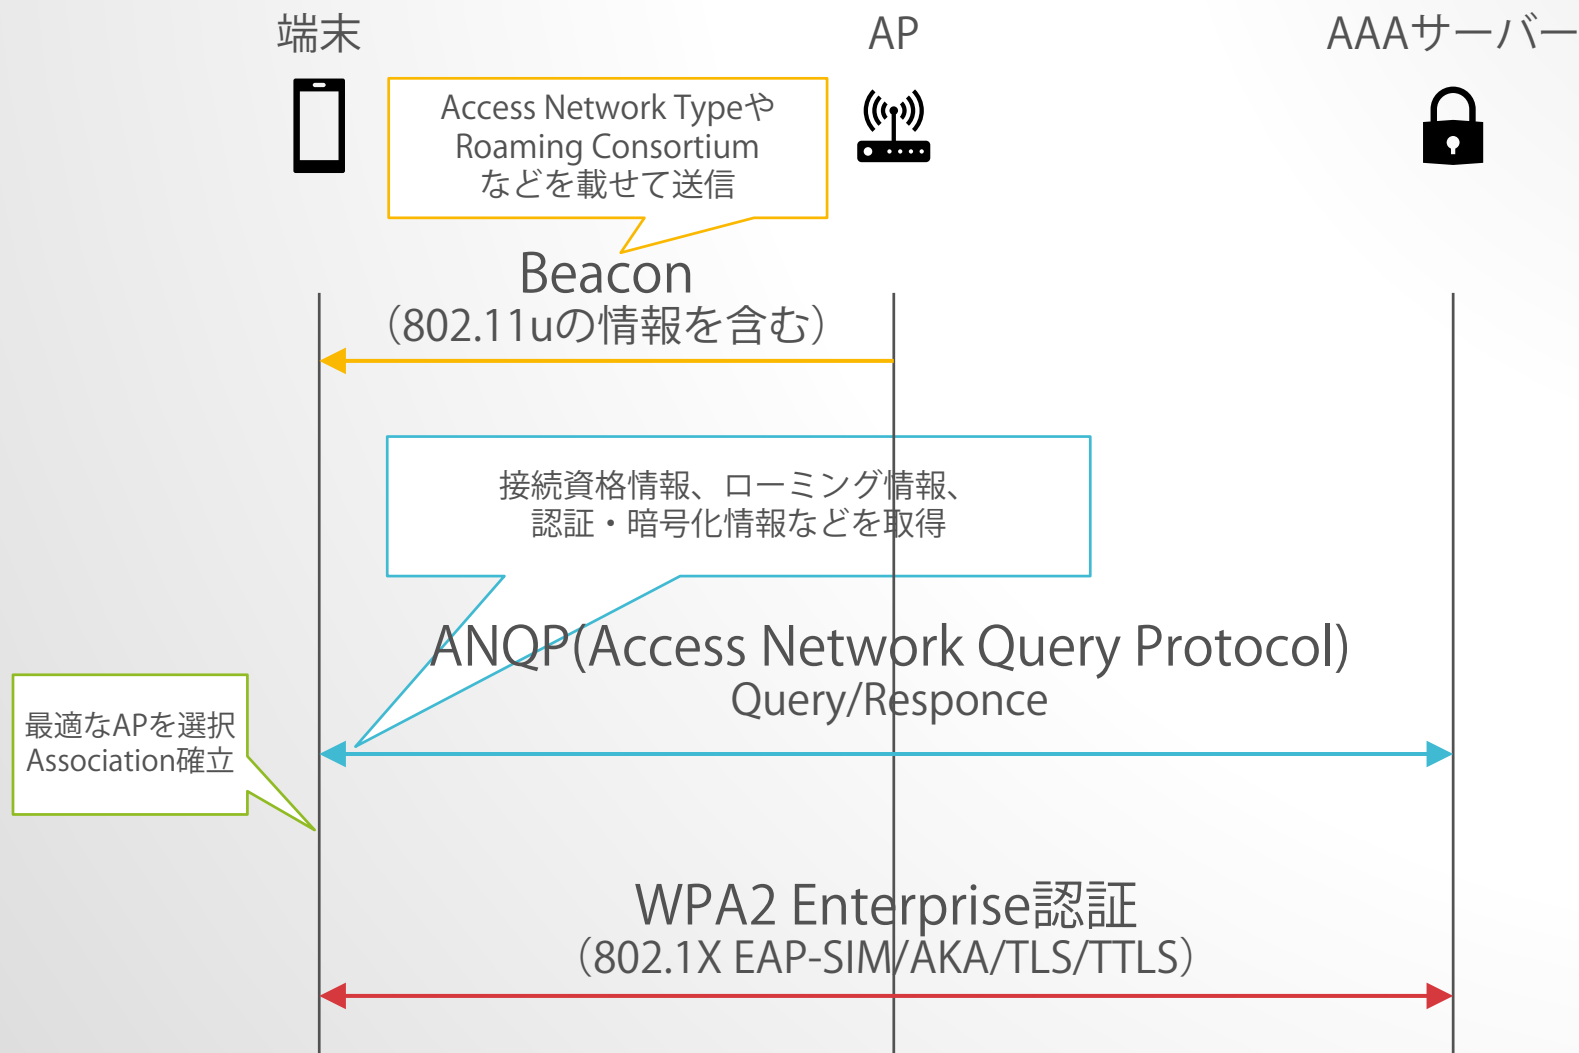 端末
AP
AAAサーバー
Access Network Typeや
Roaming Consortium
などを載せて送信
Beacon
（802.11uの情報を含む）
接続資格情報、ローミング情報、
認証・暗号化情報などを取得
ANQP(Access Network Query Protocol)
Query/Responce
最適なAPを選択
Association確立
WPA2 Enterprise認証
（802.1X EAP-SIM/AKA/TLS/TTLS）